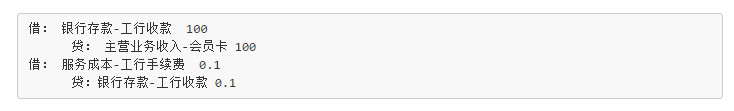 借： 银行存款-工行收款 100
贷： 主营业务收入-会员卡 100
借： 服务成本-工行手续费 0.1
贷：银行存款-工行收款 0.1